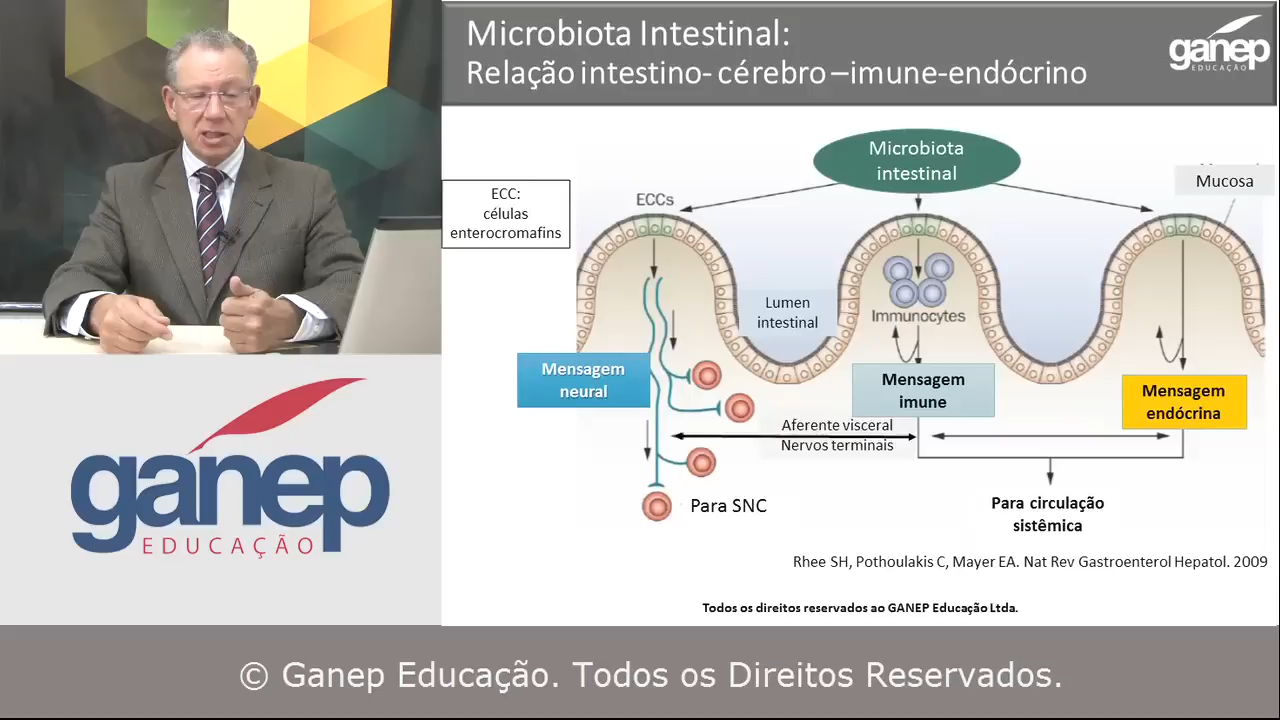 Microbiota Intestinal:
Relação intestino- cérebro –imune-endócrino
ganep
EDUCAÇÃO
Microbiota
intestinal
Mucosa
ECC:
células
enterocromafins
ECCs
Lumen
intestinal
Immunocytes
Mensagem
neural
Mensagem
imune
Mensagem
endócrina
Aferente visceral
Nervos terminais
Para SNC
Para circulação
sistêmica
Rhee SH, Pothoulakis C, Mayer EA. Nat Rev Gastroenterol Hepatol. 2009
Todos os direitos reservados ao GANEP Educação Ltda.
ganep
EDUCAÇÃO
© Ganep Educação. Todos os Direitos Reservados.